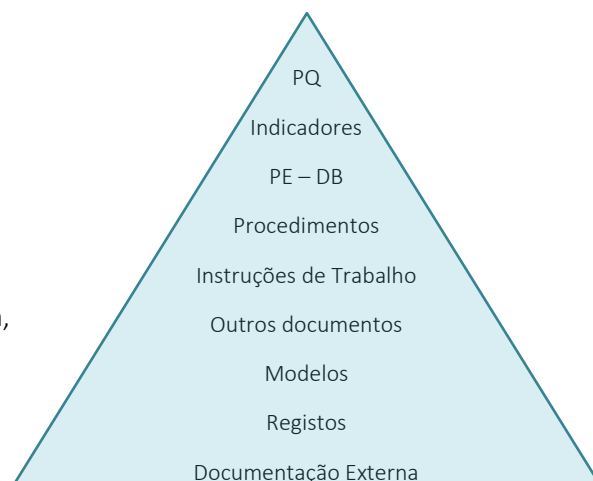 PQ
Indicadores
PE – DB
Procedimentos
Instruções de Trabalho
Outros documentos
Modelos
Registos
Documentação Externa